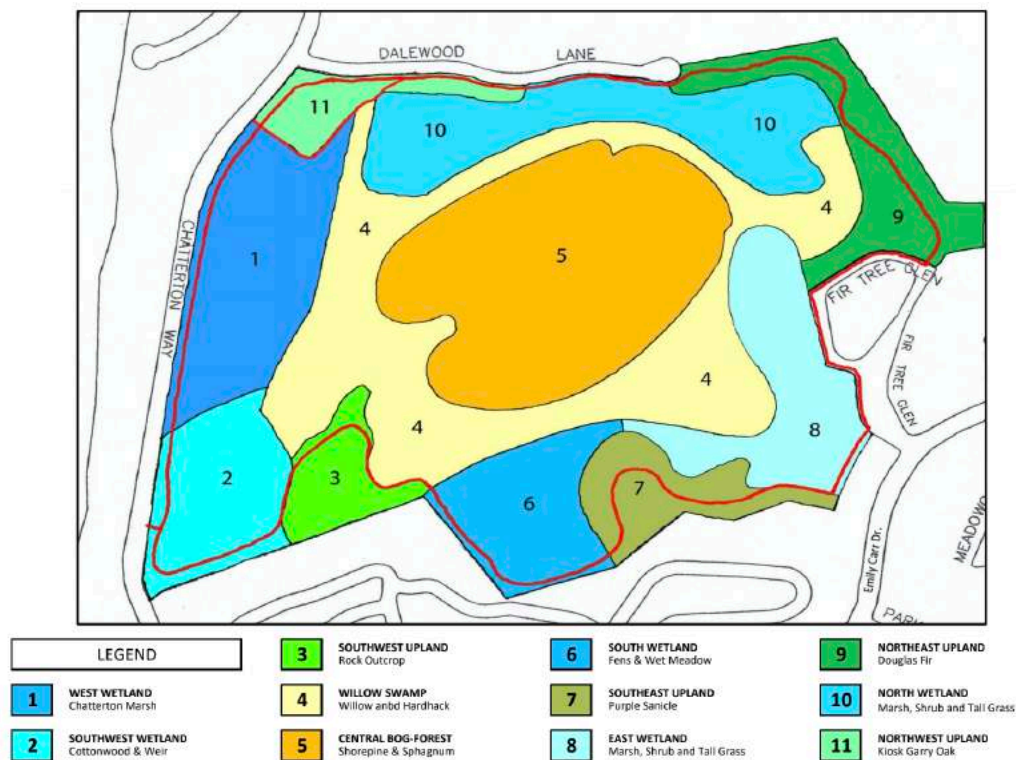 DALEWOOD LANE
11
10
10
4
4
9
5
1
CHATTERTON WAY
FIR TREE GLEN
FIR TREE GLEN
4
4
8
2
3
7
6
Emily Carr Dr.
MEADOWO
PARK
LEGEND
1 WEST WETLAND
Chatterton Marsh
2 SOUTHWEST WETLAND
Cottonwood & Weir
3 SOUTHWEST UPLAND
Rock Outcrop
4 WILLOW SWAMP
Willow anbd Hardhack
5 CENTRAL BOG-FOREST
Shorepine & Sphagnum
6 SOUTH WETLAND
Fens & Wet Meadow
7 SOUTHEAST UPLAND
Purple Sanicle
8 EAST WETLAND
Marsh, Shrub and Tall Grass
9 NORTHEAST UPLAND
Douglas Fir
10 NORTH WETLAND
Marsh, Shrub and Tall Grass
11 NORTHWEST UPLAND
Kiosk Garry Oak